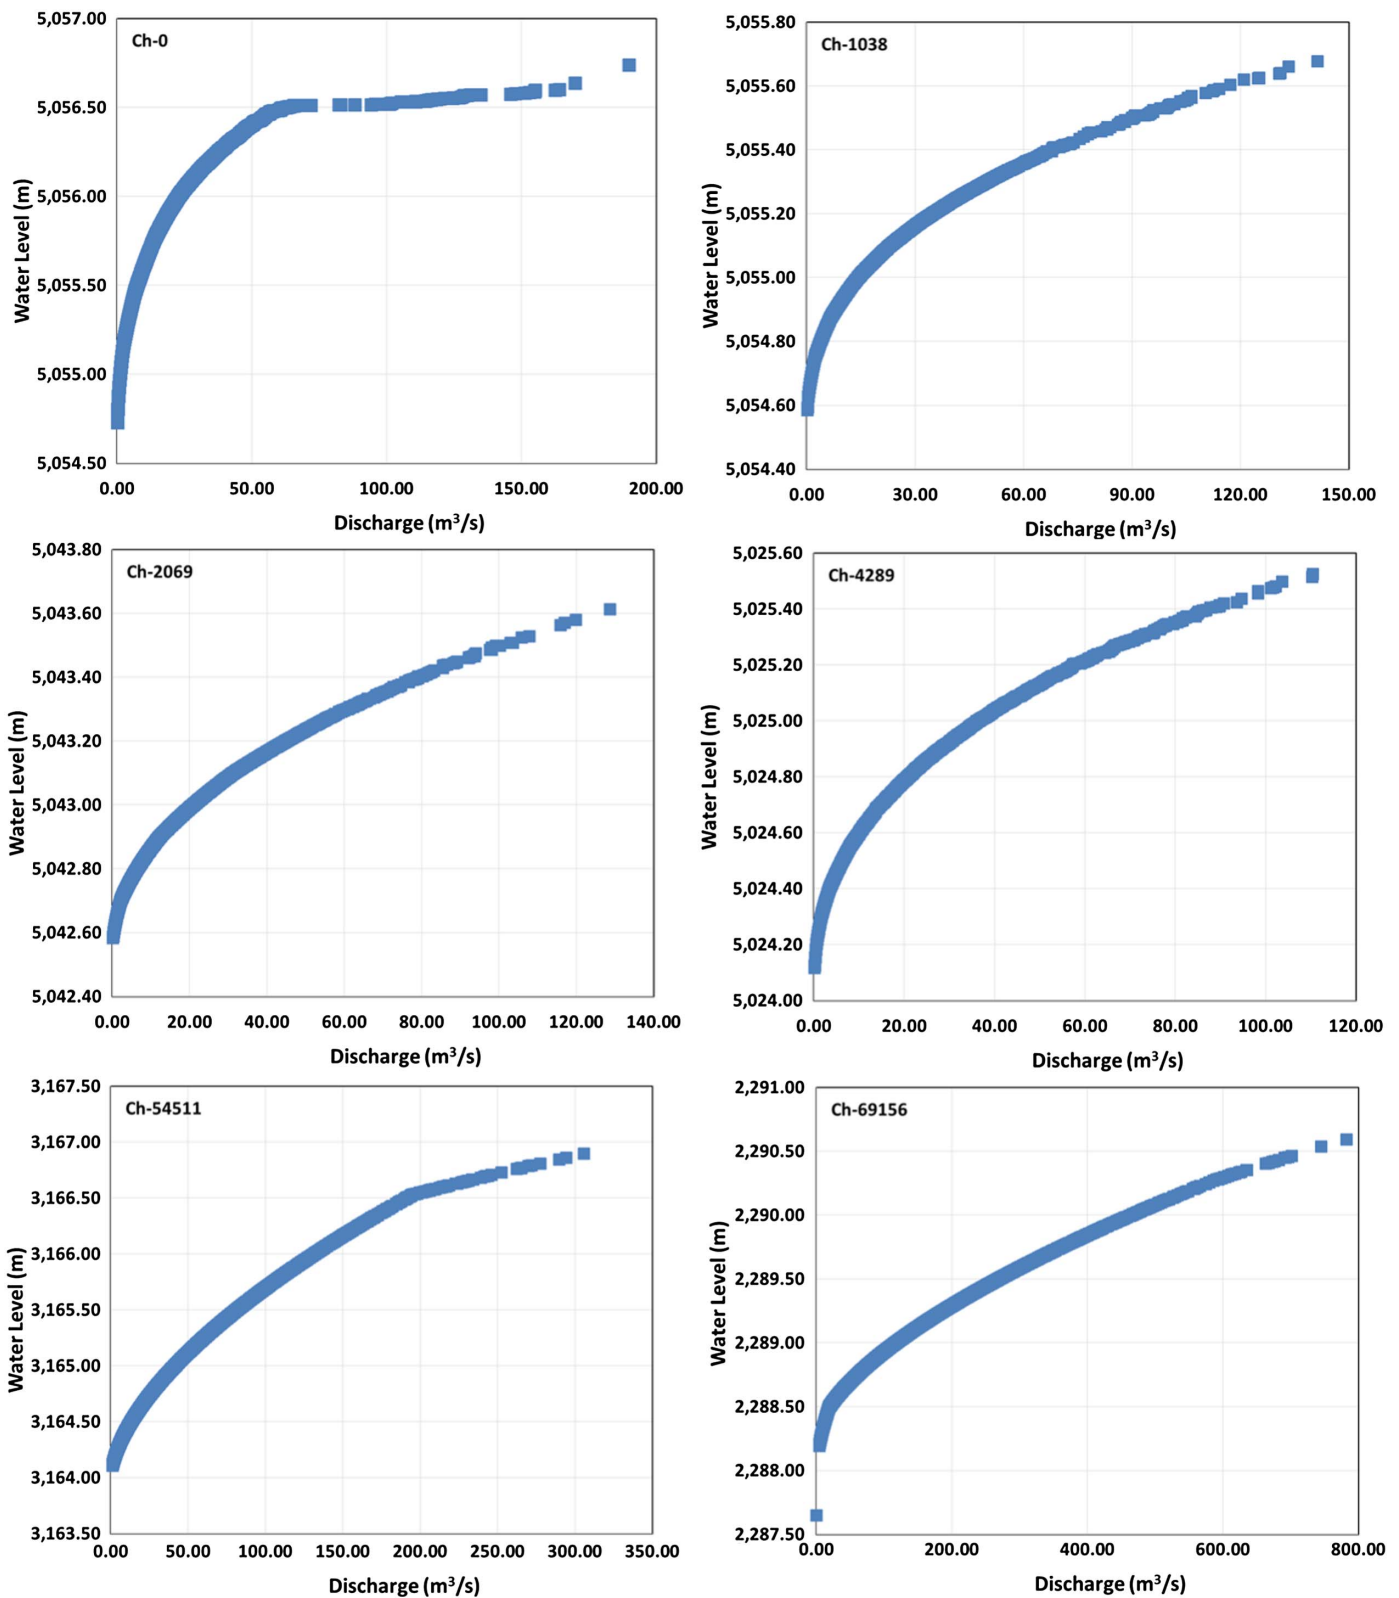 Ch-0
5,057.00
5,056.50
5,056.00
5,055.50
5,055.00
5,054.50
Water Level (m)
0.00 50.00 100.00 150.00 200.00
Discharge (m³/s)
Ch-1038
5,055.80
5,055.60
5,055.40
5,055.20
5,055.00
5,054.80
5,054.60
5,054.40
Water Level (m)
0.00 30.00 60.00 90.00 120.00 150.00
Discharge (m³/s)
Ch-2069
5,043.80
5,043.60
5,043.40
5,043.20
5,043.00
5,042.80
5,042.60
5,042.40
Water Level (m)
0.00 20.00 40.00 60.00 80.00 100.00 120.00 140.00
Discharge (m³/s)
Ch-4289
5,025.60
5,025.40
5,025.20
5,025.00
5,024.80
5,024.60
5,024.40
5,024.20
5,024.00
Water Level (m)
0.00 20.00 40.00 60.00 80.00 100.00 120.00
Discharge (m³/s)
Ch-54511
3,167.50
3,167.00
3,166.50
3,166.00
3,165.50
3,165.00
3,164.50
3,164.00
3,163.50
Water Level (m)
0.00 50.00 100.00 150.00 200.00 250.00 300.00 350.00
Discharge (m³/s)
Ch-69156
2,291.00
2,290.50
2,290.00
2,289.50
2,289.00
2,288.50
2,288.00
2,287.50
Water Level (m)
0.00 200.00 400.00 600.00 800.00
Discharge (m³/s)